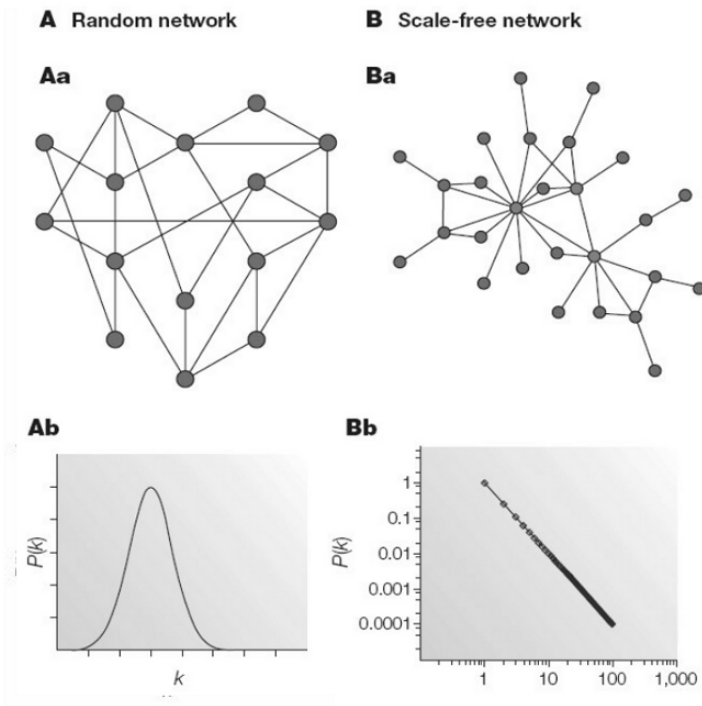 A Random network
B Scale-free network
Aa
Ba
Ab
Bb
P(k)
k
P(k)
1
0.1
0.01
0.001
0.0001
1 10 100 1,000